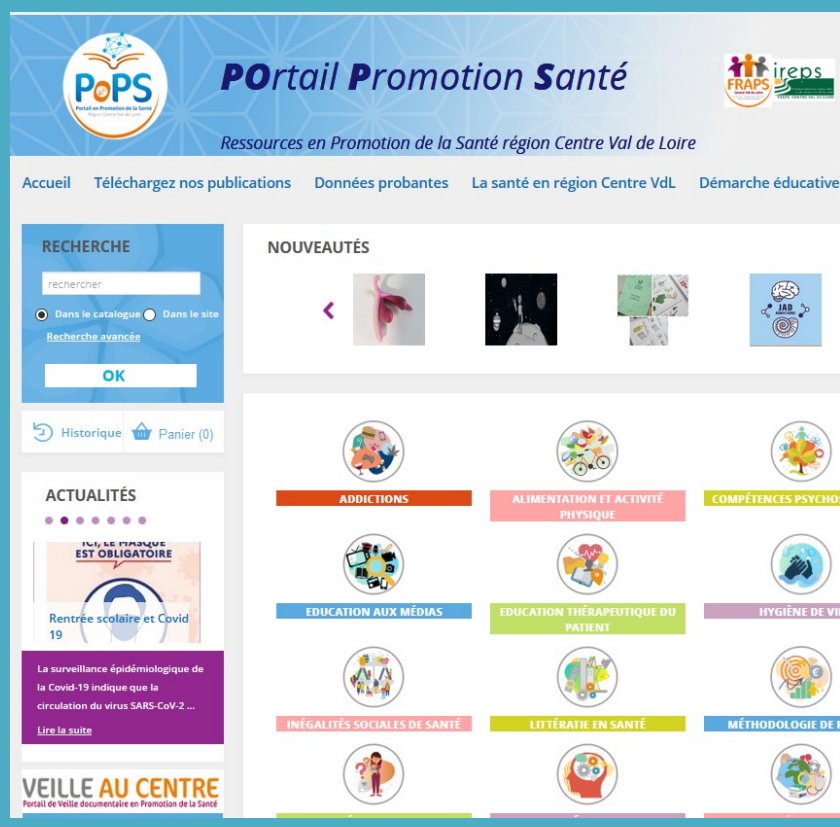 PoPS
Portail en Promotion de la Santé
Région Centre Val de Loire
POrtail Promotion Santé
FRAPS
ireps
Ressources en Promotion de la Santé région Centre Val de Loire
Accueil Téléchargez nos publications Données probantes La santé en région Centre VdL Démarche éducative
RECHERCHE
rechercher
Dans le catalogue Dans le site
Recherche avancée
OK
Historique Panier (0)
NOUVEAUTÉS
JAD
ACTUALITÉS
ICI, LE MASQUE
EST OBLIGATOIRE
Rentrée scolaire et Covid
19
La surveillance épidémiologique de
la Covid-19 indique que la
circulation du virus SARS-CoV-2 ...
Lire la suite
VEILLE AU CENTRE
Portail de Veille documentaire en Promotion de la Santé
ADDICTIONS
ALIMENTATION ET ACTIVITÉ
PHYSIQUE
COMPÉTENCES PSYCHOS
EDUCATION AUX MÉDIAS
EDUCATION THÉRAPEUTIQUE DU
PATIENT
HYGIÈNE DE VI
INÉGALITÉS SOCIALES DE SANTÉ
LITTÉRATIE EN SANTÉ
MÉTHODOLOGIE DE